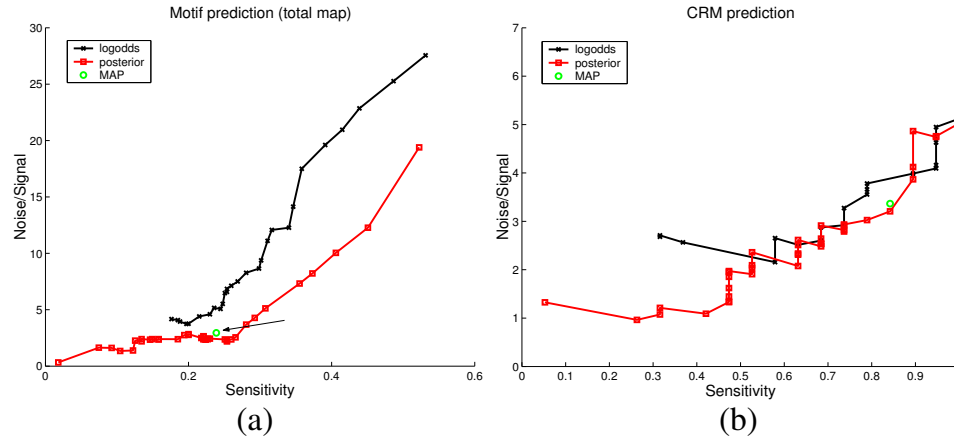 Motif prediction (total map)
30
25
20
15
10
5
0
0
0.2
0.4
0.6
Noise/Signal
Sensitivity
logodds
posterior
MAP
(a)
CRM prediction
7
6
5
4
3
2
1
0
0
0.1
0.2
0.3
0.4
0.5
0.6
0.7
0.8
0.9
Noise/Signal
Sensitivity
logodds
posterior
MAP
(b)